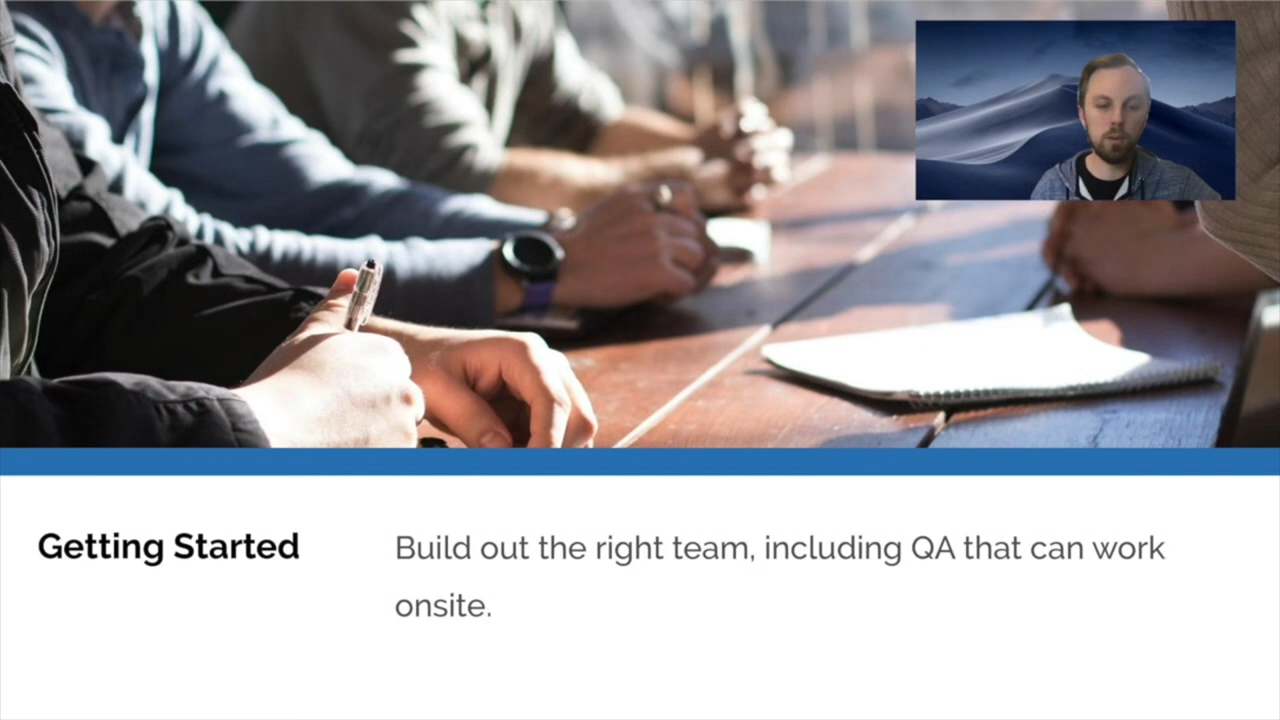 Getting Started
Build out the right team, including QA that can work
onsite.